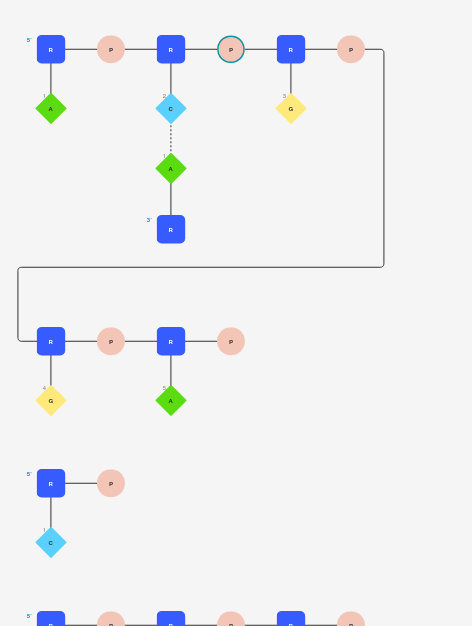 5' R P R P R P
1 2 3
A C G
1
A
3' R
R P R P
4 5
G A
5' R P
1
C
5' R P R P R P